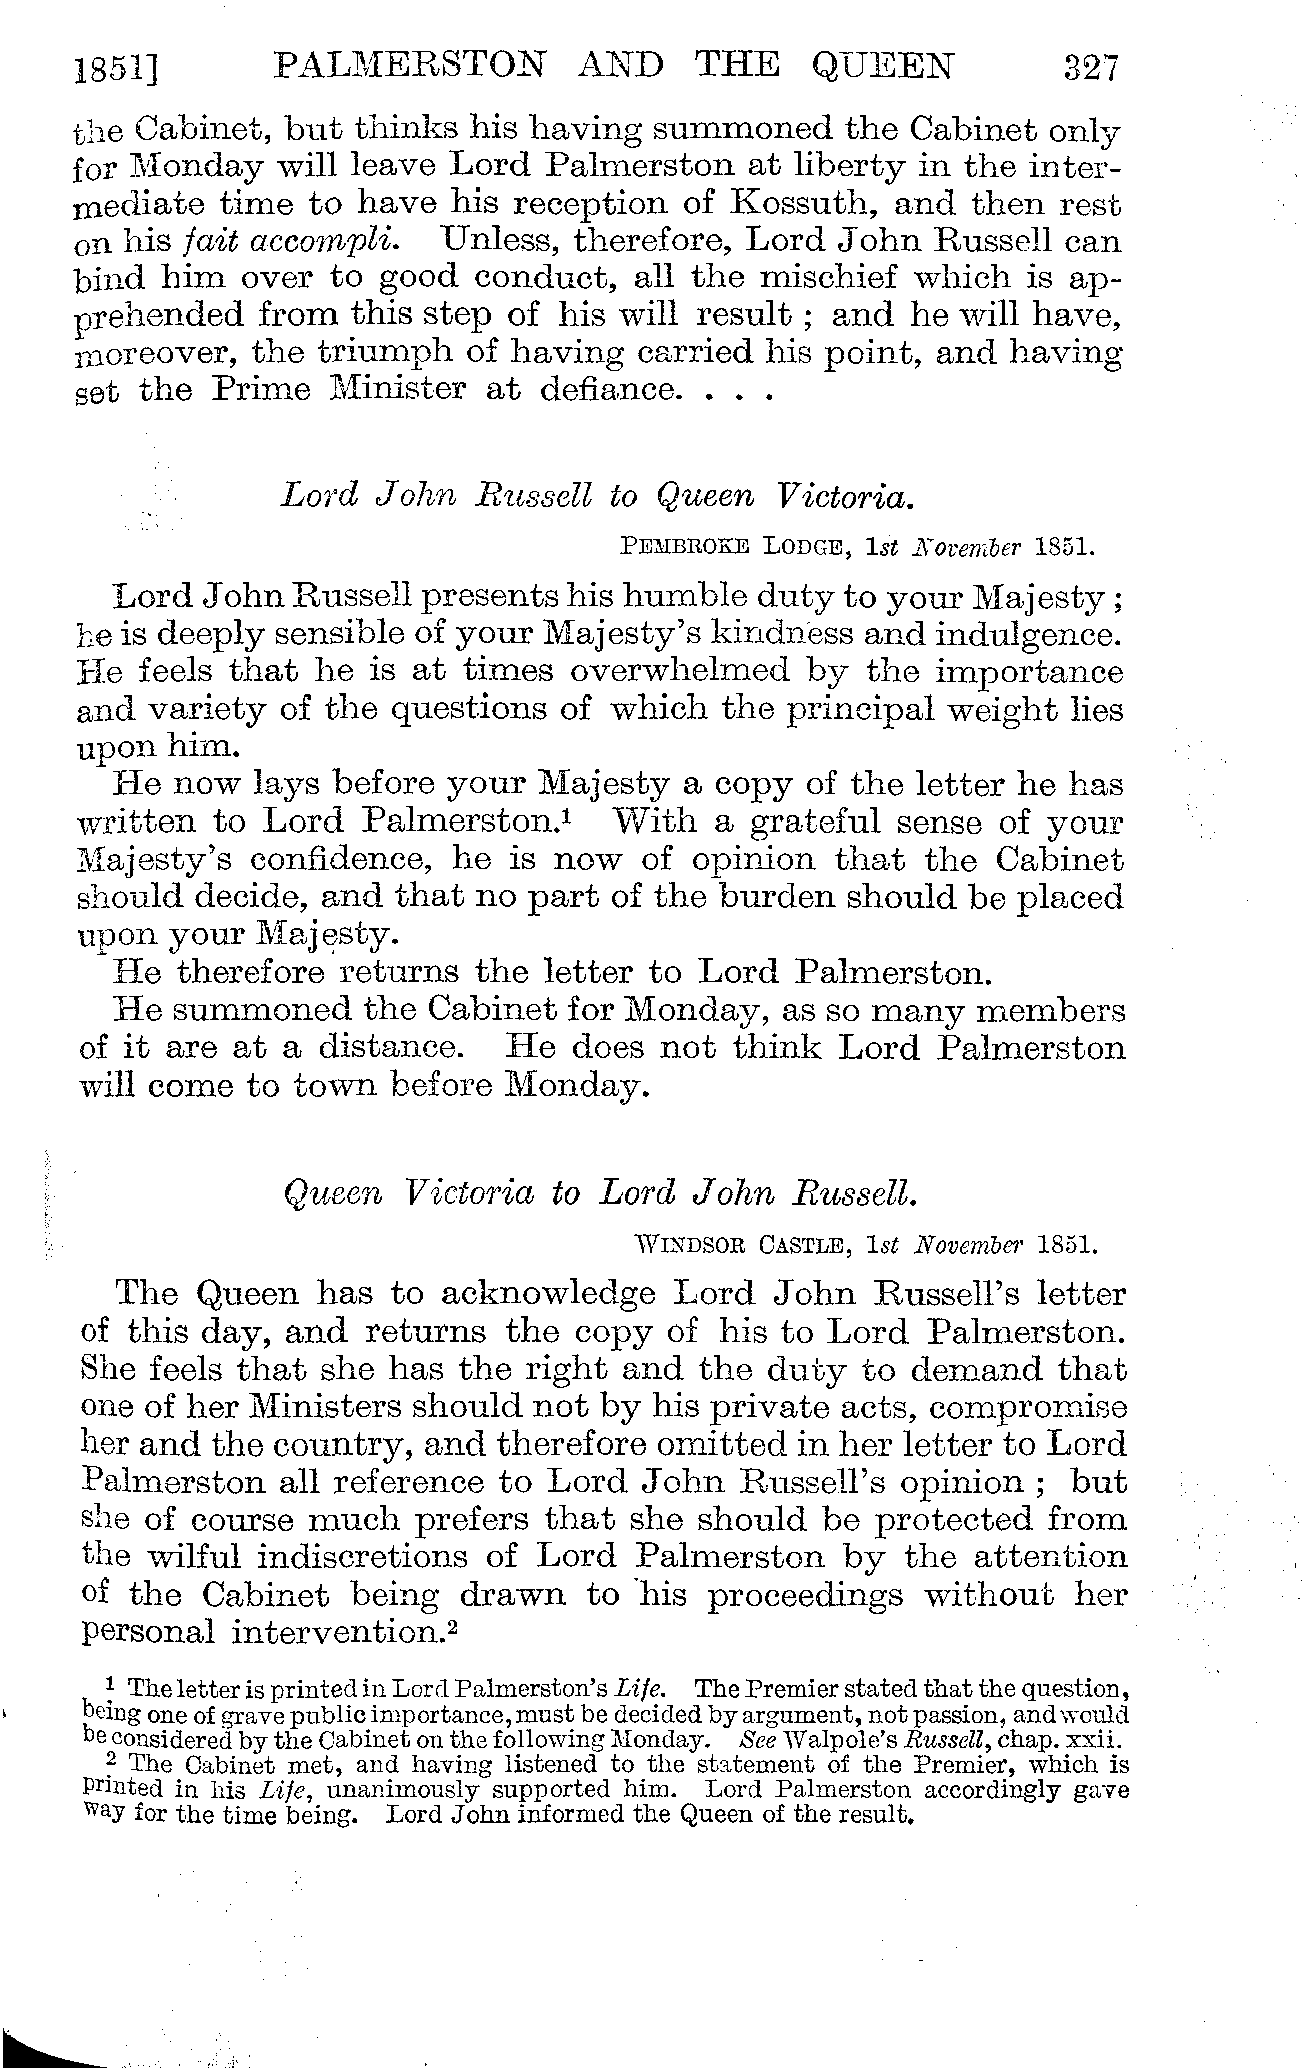 1851] PALMERSTON AND THE QUEEN 327
the Cabinet, but thinks his having summoned the Cabinet only
for Monday will leave Lord Palmerston at liberty in the inter-
mediate time to have his reception of Kossuth, and then rest
on his fait accompli. Unless, therefore, Lord John Russell can
bind him over to good conduct, all the mischief which is ap-
prehended from this step of his will result ; and he will have,
moreover, the triumph of having carried his point, and having
set the Prime Minister at defiance. . . .
Lord John Russell to Queen Victoria.
PEMBROKE LODGE, 1st November 1851.
Lord John Russell presents his humble duty to your Majesty ;
he is deeply sensible of your Majesty's kindness and indulgence.
He feels that he is at times overwhelmed by the importance
and variety of the questions of which the principal weight lies
upon him.
He now lays before your Majesty a copy of the letter he has
written to Lord Palmerston.¹ With a grateful sense of your
Majesty's confidence, he is now of opinion that the Cabinet
should decide, and that no part of the burden should be placed
upon your Majesty.
He therefore returns the letter to Lord Palmerston.
He summoned the Cabinet for Monday, as so many members
of it are at a distance. He does not think Lord Palmerston
will come to town before Monday.
Queen Victoria to Lord John Russell.
WINDSOR CASTLE, 1st November 1851.
The Queen has to acknowledge Lord John Russell's letter
of this day, and returns the copy of his to Lord Palmerston.
She feels that she has the right and the duty to demand that
one of her Ministers should not by his private acts, compromise
her and the country, and therefore omitted in her letter to Lord
Palmerston all reference to Lord John Russell's opinion ; but
she of course much prefers that she should be protected from
the wilful indiscretions of Lord Palmerston by the attention
of the Cabinet being drawn to his proceedings without her
personal intervention.²
¹ The letter is printed in Lord Palmerston's Life. The Premier stated that the question,
being one of grave public importance, must be decided by argument, not passion, and would
be considered by the Cabinet on the following Monday. See Walpole's Russell, chap. xxii.
² The Cabinet met, and having listened to the statement of the Premier, which is
printed in his Life, unanimously supported him. Lord Palmerston accordingly gave
way for the time being. Lord John informed the Queen of the result.